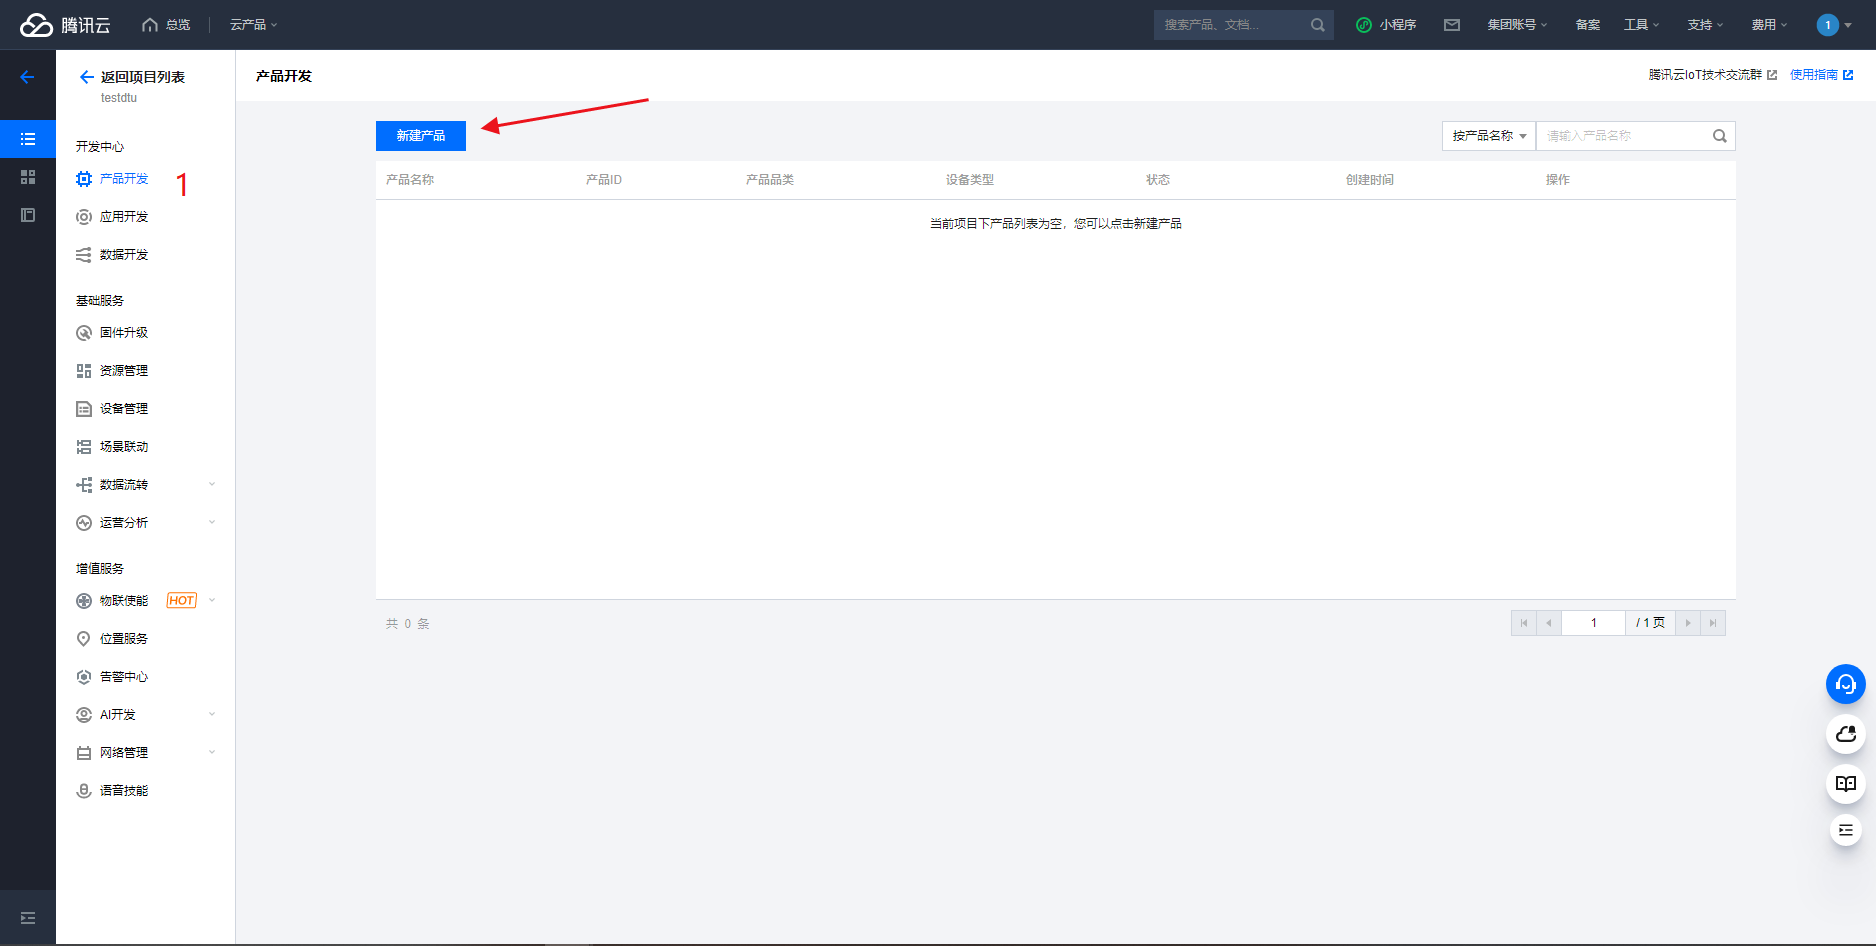 腾讯云
总览
云产品
搜索产品、文档...
小程序
集团账号
备案
工具
支持
费用
1
返回项目列表
testdtu
产品开发
腾讯云IoT技术交流群
使用指南
开发中心
产品开发
1
应用开发
数据开发
基础服务
固件升级
资源管理
设备管理
场景联动
数据流转
运营分析
增值服务
物联使能
HOT
位置服务
告警中心
AI开发
网络管理
语音技能
新建产品
按产品名称
请输入产品名称
产品名称 产品ID 产品品类 设备类型 状态 创建时间 操作
当前项目下产品列表为空，您可以点击新建产品
共 0 条
1 / 1 页